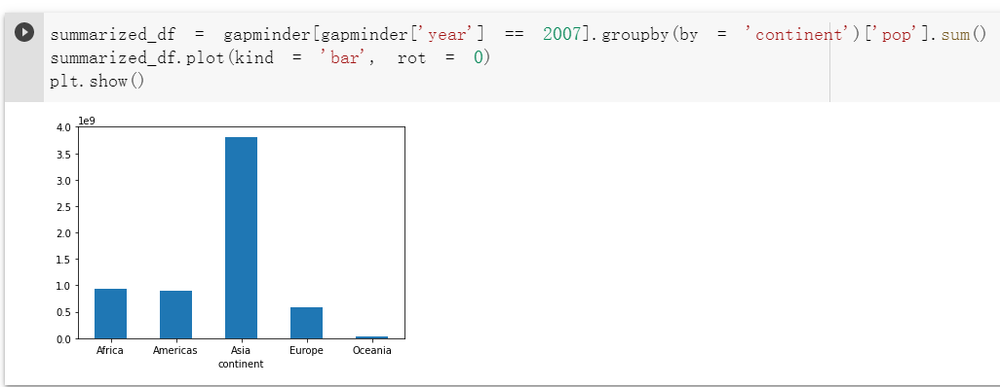 summarized_df = gapminder[gapminder['year'] == 2007].groupby(by = 'continent')['pop'].sum()
summarized_df.plot(kind = 'bar', rot = 0)
plt.show()
1e9
4.0
3.5
3.0
2.5
2.0
1.5
1.0
0.5
0.0
Africa Americas Asia Europe Oceania
continent